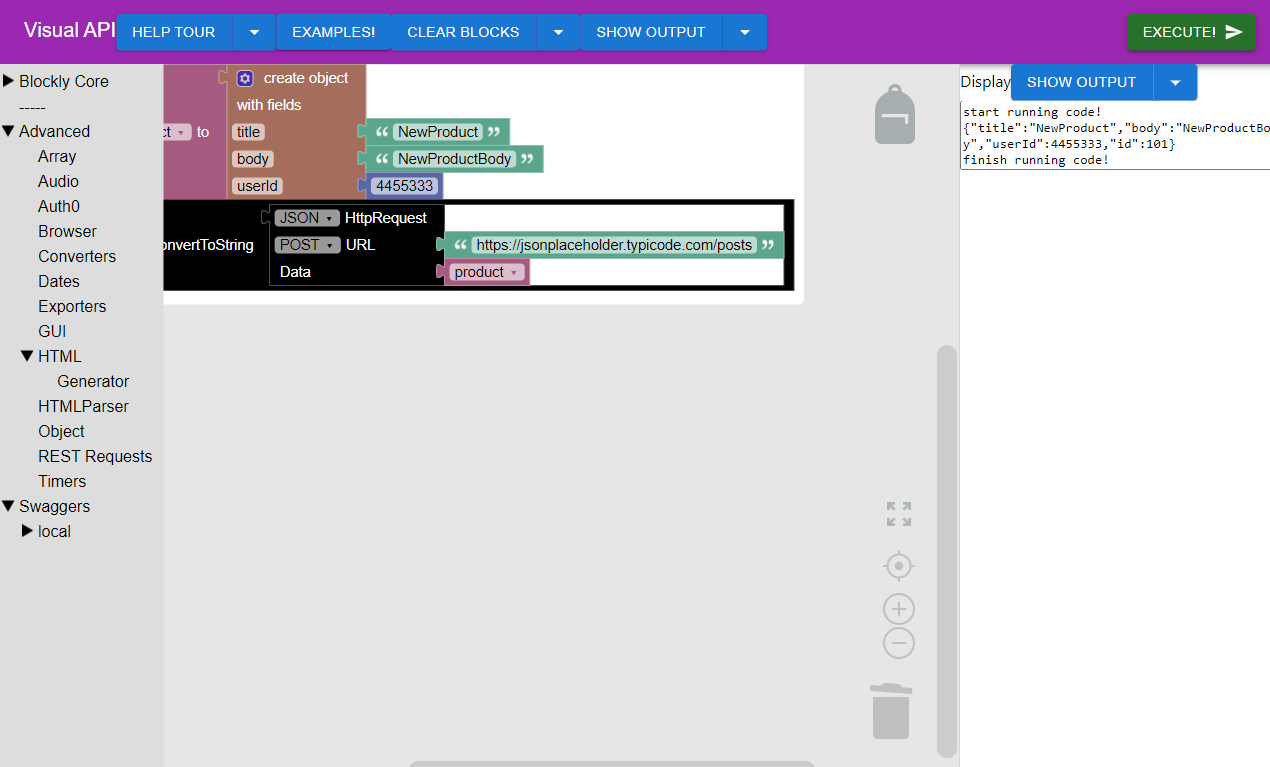 Visual API
HELP TOUR
EXAMPLES!
CLEAR BLOCKS
SHOW OUTPUT
EXECUTE!
Blockly Core
-----
Advanced
Array
Audio
Auth0
Browser
Converters
Dates
Exporters
GUI
HTML
Generator
HTMLParser
Object
REST Requests
Timers
Swaggers
local
create object
with fields
ct to
title “ NewProduct ”
body “ NewProductBody ”
userId 4455333
JSON HttpRequest
onvertToString POST URL “ https://jsonplaceholder.typicode.com/posts ”
Data product
Display SHOW OUTPUT
start running code!
{"title":"NewProduct","body":"NewProductBo
y","userId":4455333,"id":101}
finish running code!